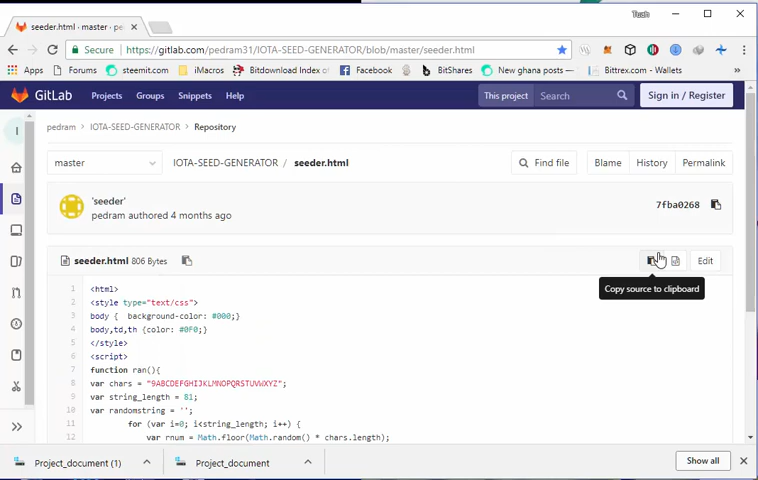 Tuah
seeder.html · master · pe
Secure
https://gitlab.com/pedram31/IOTA-SEED-GENERATOR/blob/master/seeder.html
Apps
Forums
steemit.com
iMacros
Bitdownload Index of
Facebook
BitShares
New ghana posts —
Bittrex.com - Wallets
»
GitLab
Projects
Groups
Snippets
Help
This project
Search
Sign in / Register
I
pedram > IOTA-SEED-GENERATOR > Repository
master
IOTA-SEED-GENERATOR / seeder.html
Find file
Blame
History
Permalink
'seeder'
pedram authored 4 months ago
7fba0268
seeder.html 806 Bytes
Edit
Copy source to clipboard
1 <html>
2 <style type="text/css">
3 body {  background-color: #000;}
4 body,td,th {color: #0F0;}
5 </style>
6 <script>
7 function ran(){
8 var chars = "9ABCDEFGHIJKLMNOPQRSTUVWXYZ";
9 var string_length = 81;
10 var randomstring = '';
11 for (var i=0; i<string_length; i++) {
12 var rnum = Math.floor(Math.random() * chars.length);
Project_document (1)
Project_document
Show all